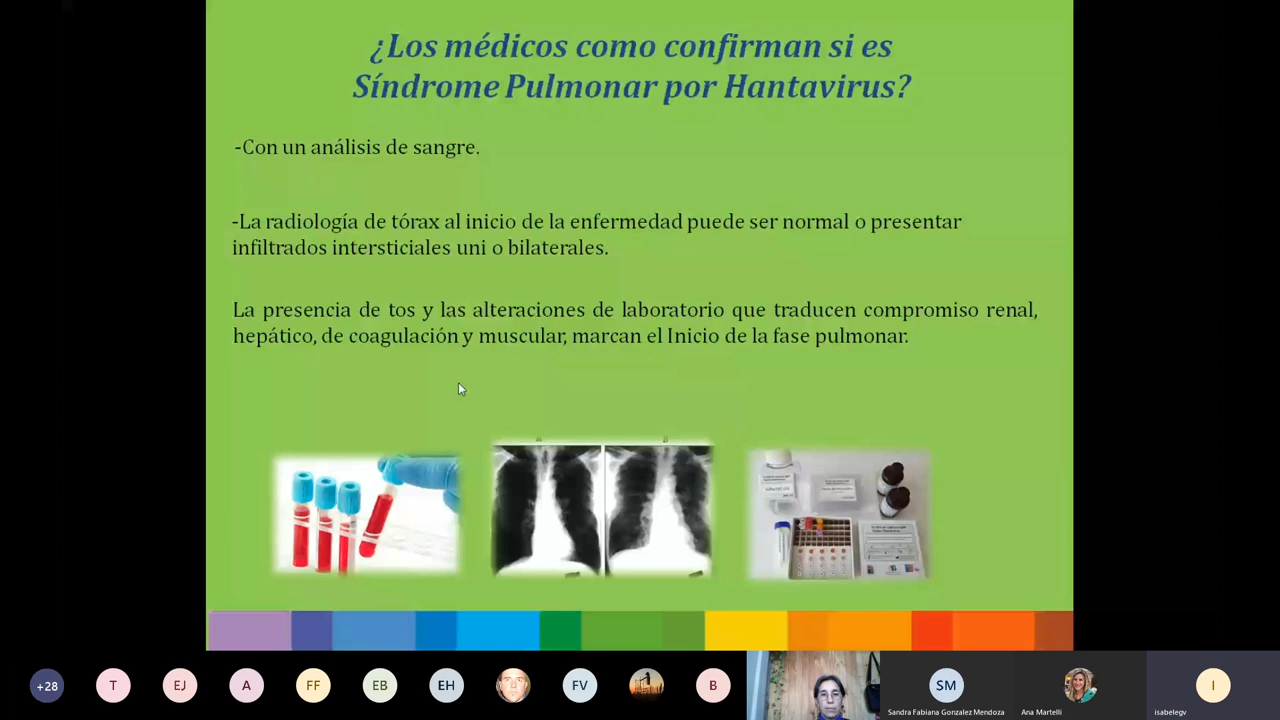 ¿Los médicos como confirman si es
Síndrome Pulmonar por Hantavirus?
-Con un análisis de sangre.
-La radiología de tórax al inicio de la enfermedad puede ser normal o presentar
infiltrados intersticiales uni o bilaterales.
La presencia de tos y las alteraciones de laboratorio que traducen compromiso renal,
hepático, de coagulación y muscular, marcan el Inicio de la fase pulmonar.
+28
T
EJ
A
FF
EB
EH
FV
B
SM
I
Sandra Fabiana Gonzalez Mendoza
Ana Martelli
isabelegv